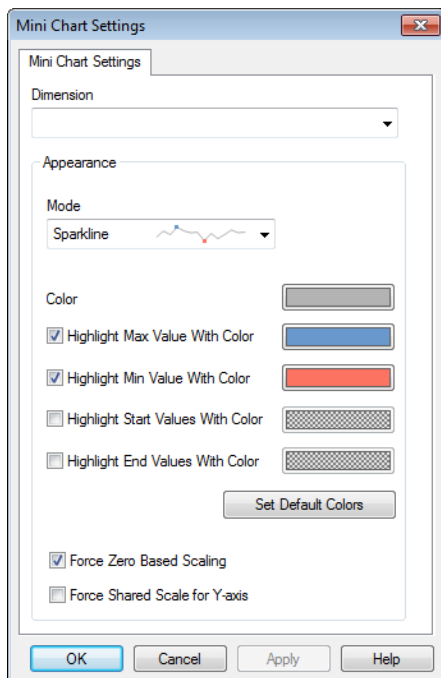 Mini Chart Settings
Mini Chart Settings
Dimension
Appearance
Mode
Sparkline
Color
Highlight Max Value With Color
Highlight Min Value With Color
Highlight Start Values With Color
Highlight End Values With Color
Set Default Colors
Force Zero Based Scaling
Force Shared Scale for Y-axis
OK Cancel Apply Help